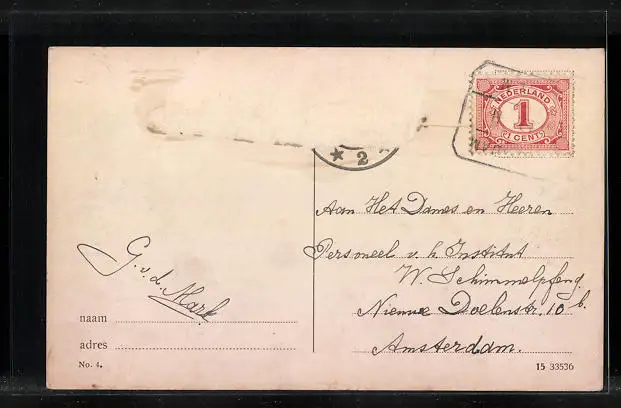 NEDERLAND
1
1 CENT
2
Aan Het Dames en Heeren
Personeel v. h. Instituut
W. Schimmelpfeng
Nieuwe Doelenstr. 10 b.
Amsterdam.
G. v. d. Mark
naam
adres
No. 4.
15 33536